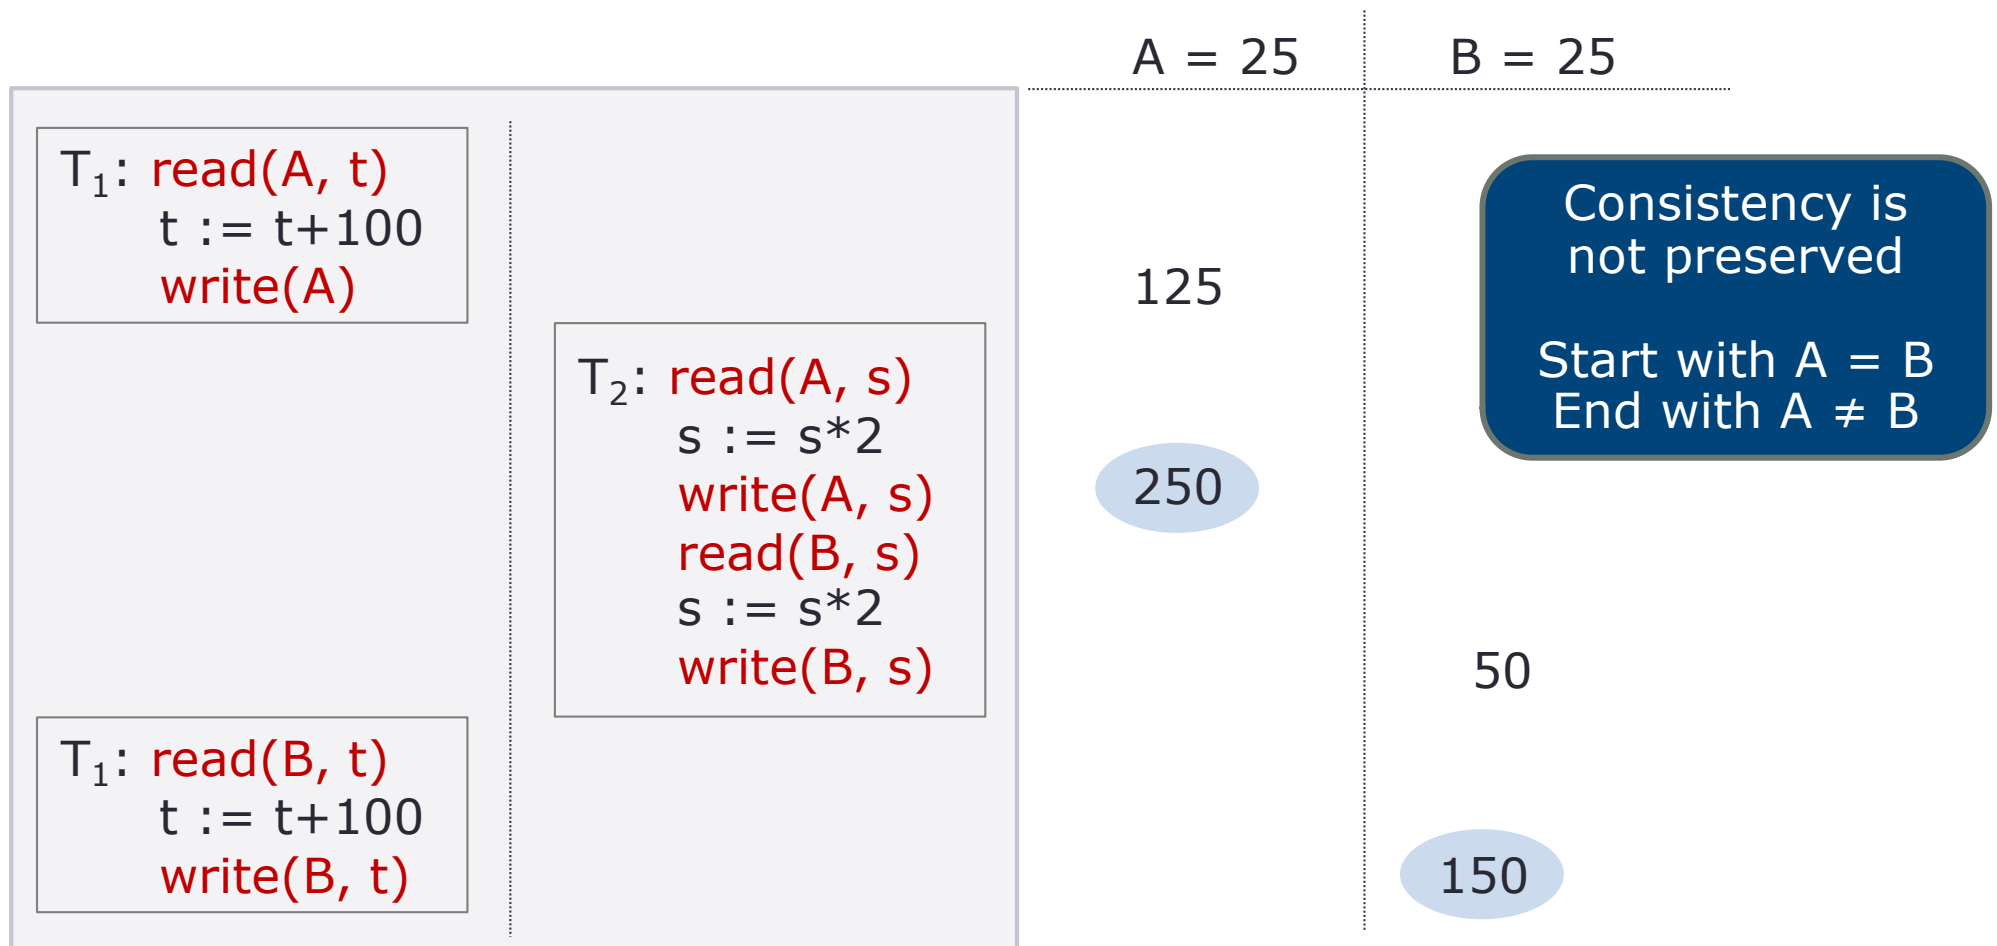 A = 25
B = 25
T₁: read(A, t)
t := t+100
write(A)
125
Consistency is
not preserved
Start with A = B
End with A ≠ B
T₂: read(A, s)
s := s*2
write(A, s)
250
read(B, s)
s := s*2
write(B, s)
50
T₁: read(B, t)
t := t+100
write(B, t)
150